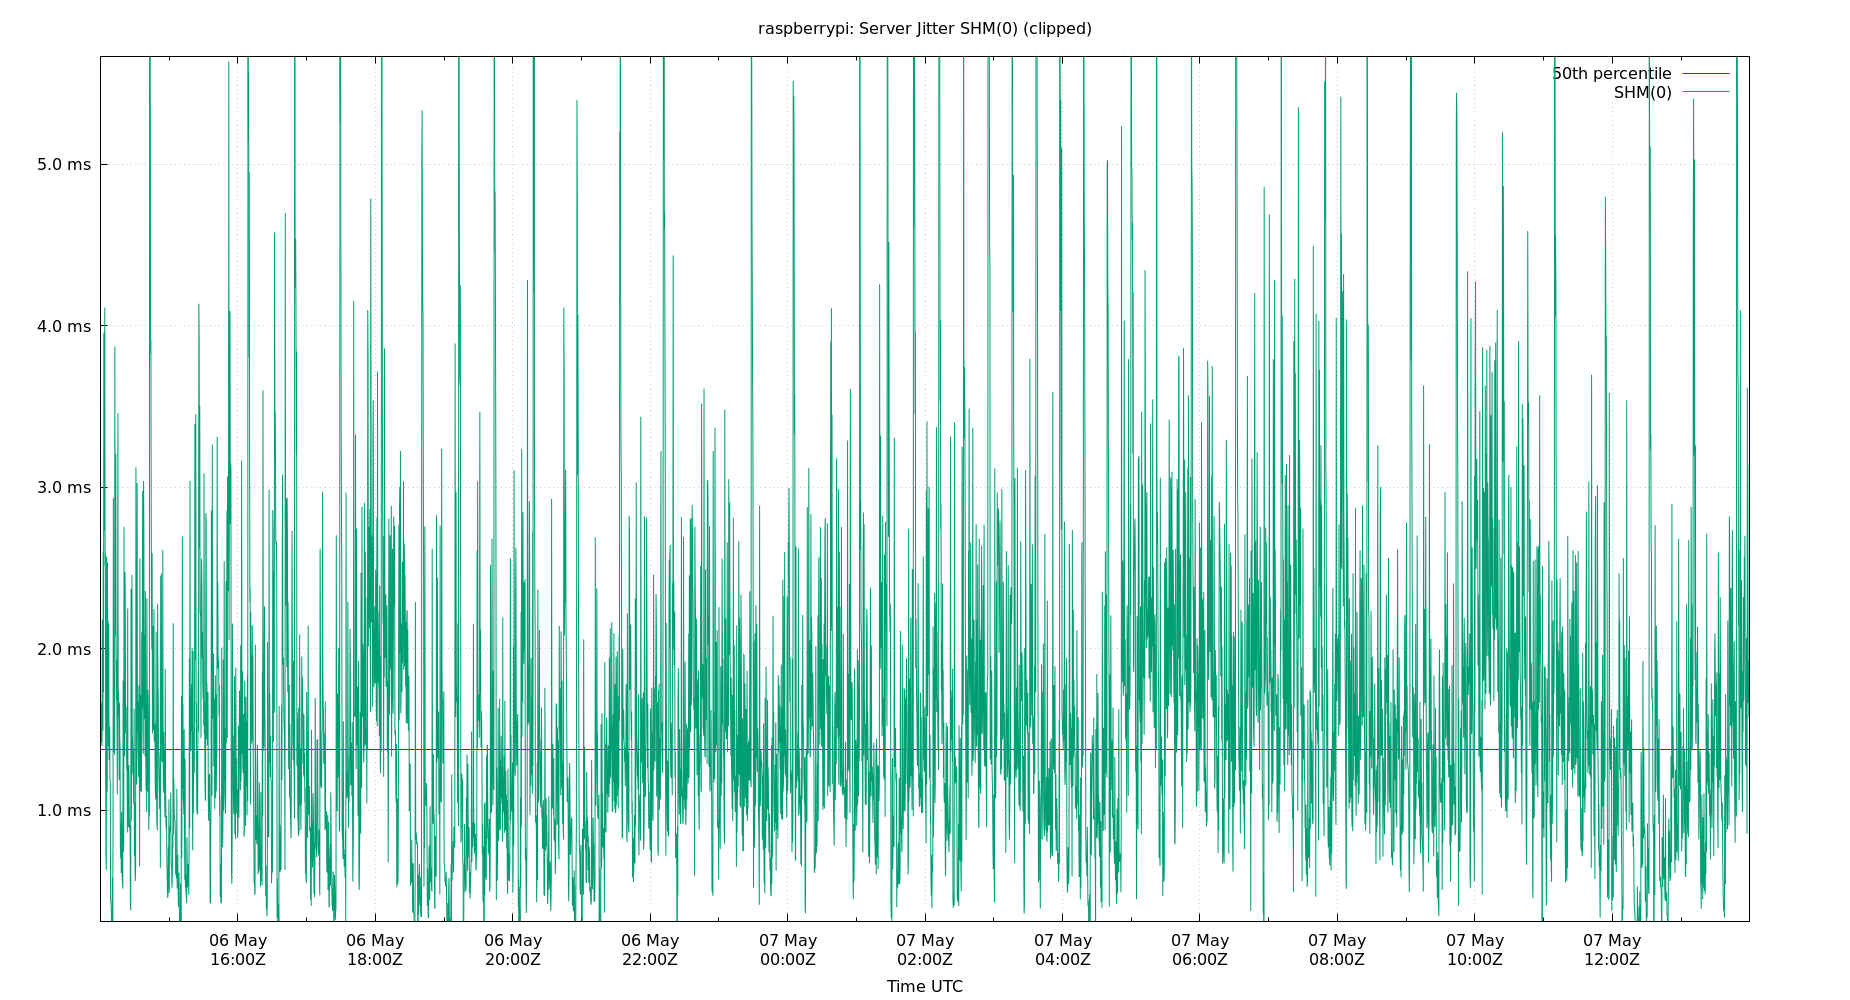 raspberrypi: Server Jitter SHM(0) (clipped)
50th percentile
SHM(0)
5.0 ms
4.0 ms
3.0 ms
2.0 ms
1.0 ms
06 May 06 May 06 May 06 May 07 May 07 May 07 May 07 May 07 May 07 May 07 May
16:00Z 18:00Z 20:00Z 22:00Z 00:00Z 02:00Z 04:00Z 06:00Z 08:00Z 10:00Z 12:00Z
Time UTC